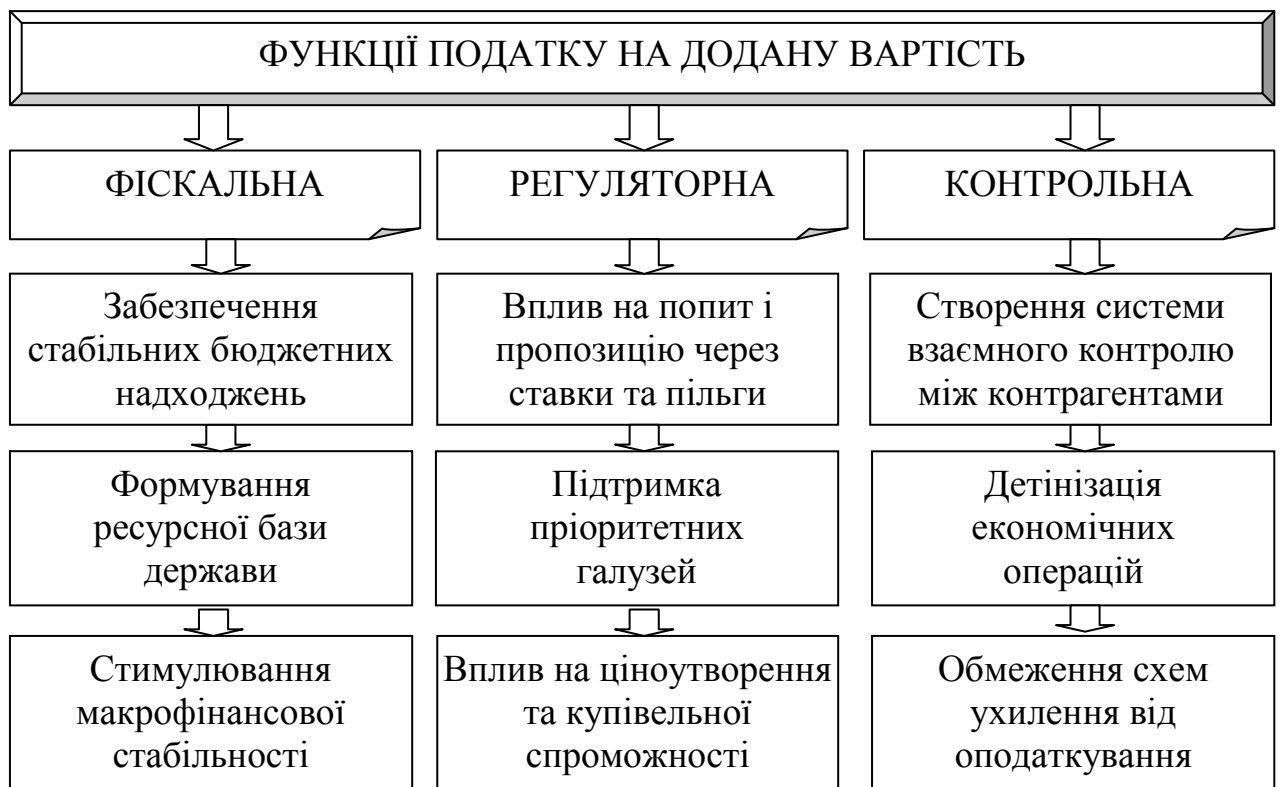 ФУНКЦІЇ ПОДАТКУ НА ДОДАНУ ВАРТІСТЬ
ФІСКАЛЬНА
РЕГУЛЯТОРНА
КОНТРОЛЬНА
Забезпечення
стабільних бюджетних
надходжень
Вплив на попит і
пропозицію через
ставки та пільги
Створення системи
взаємного контролю
між контрагентами
Формування
ресурсної бази
держави
Підтримка
пріоритетних
галузей
Детінізація
економічних
операцій
Стимулювання
макрофінансової
стабільності
Вплив на ціноутворення
та купівельної
спроможності
Обмеження схем
ухилення від
оподаткування